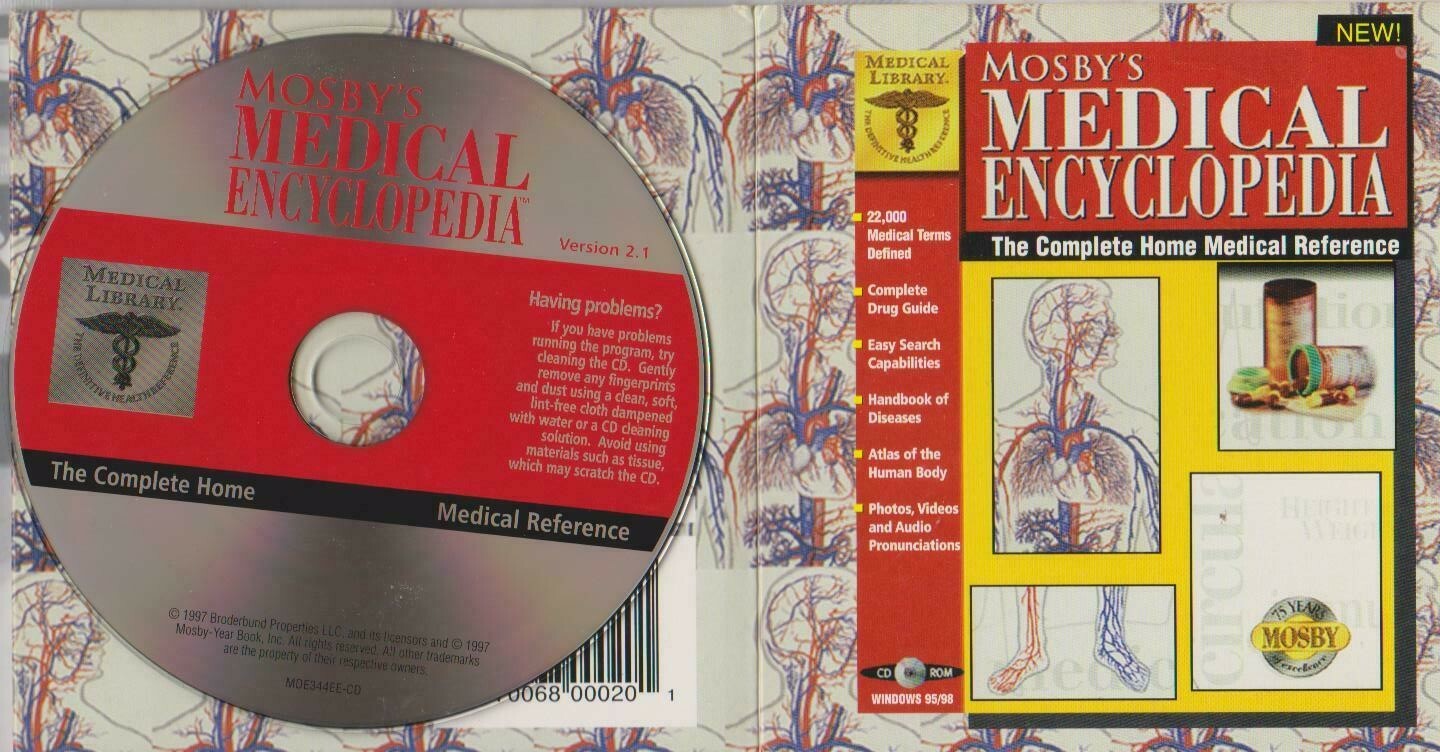 MOSBY'S
MEDICAL
ENCYCLOPEDIA™
Version 2.1
MEDICAL
LIBRARY.
THE DEFINITIVE HEALTH REFERENCE
Having problems?
If you have problems
running the program, try
cleaning the CD. Gently
remove any fingerprints
and dust using a clean, soft,
lint-free cloth dampened
with water or a CD cleaning
solution. Avoid using
materials such as tissue,
which may scratch the CD.
The Complete Home
Medical Reference
© 1997 Broderbund Properties LLC, and its licensors and © 1997
Mosby-Year Book, Inc. All rights reserved. All other trademarks
are the property of their respective owners.
MDE344EE-CD
0068 00020 1
NEW!
MEDICAL
LIBRARY.
THE DEFINITIVE HEALTH REFERENCE
MOSBY'S
MEDICAL
ENCYCLOPEDIA
The Complete Home Medical Reference
22,000
Medical Terms
Defined
Complete
Drug Guide
Easy Search
Capabilities
Handbook of
Diseases
Atlas of the
Human Body
Photos, Videos
and Audio
Pronunciations
CD ROM
WINDOWS 95/98
HEIGHT
WEIGH
circula
medic
75 YEARS
MOSBY
of excellence